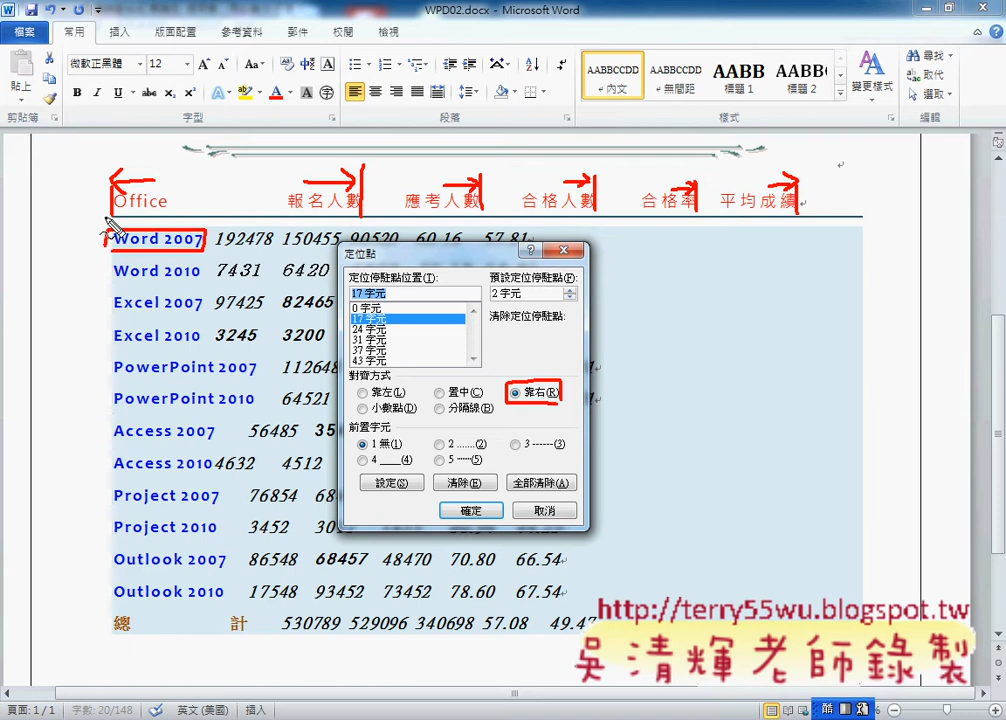 WPD02.docx - Microsoft Word
檔案 常用 插入 版面配置 參考資料 郵件 校閱 檢視
微軟正黑體 12
貼上
剪貼簿 字型 段落 樣式 編輯
AABBCCDD AABBCCDD AABB AABB(
內文 無間距 標題 1 標題 2
變更樣式
尋找
取代
選取
Office 報名人數 應考人數 合格人數 合格率 平均成績
Word 2007 192478 150455 90520 60.16 57.81
Word 2010 7431 6420
Excel 2007 97425 82465
Excel 2010 3245 3200
PowerPoint 2007 112648
PowerPoint 2010 64521
Access 2007 56485 35
Access 2010 4632 4512
Project 2007 76854
Project 2010 3452
Outlook 2007 86548 68457 48470 70.80 66.54
Outlook 2010 17548 93452 73452 78.60 67.54
總計 530789 529096 340698 57.08 49.47
定位點
定位停駐點位置(T):
17 字元
0 字元
17 字元
24 字元
31 字元
37 字元
43 字元
預設定位停駐點(F):
2 字元
清除定位停駐點:
對齊方式
靠左(L) 置中(C) 靠右(R)
小數點(D) 分隔線(B)
前置字元
1 無(1) 2 .......(2) 3 ------(3)
4 ____(4) 5 ······(5)
設定(S) 清除(E) 全部清除(A)
確定 取消
http://terry55wu.blogspot.tw
吳清輝老師錄製
頁面: 1/1 字數: 20/148 英文 (美國) 插入